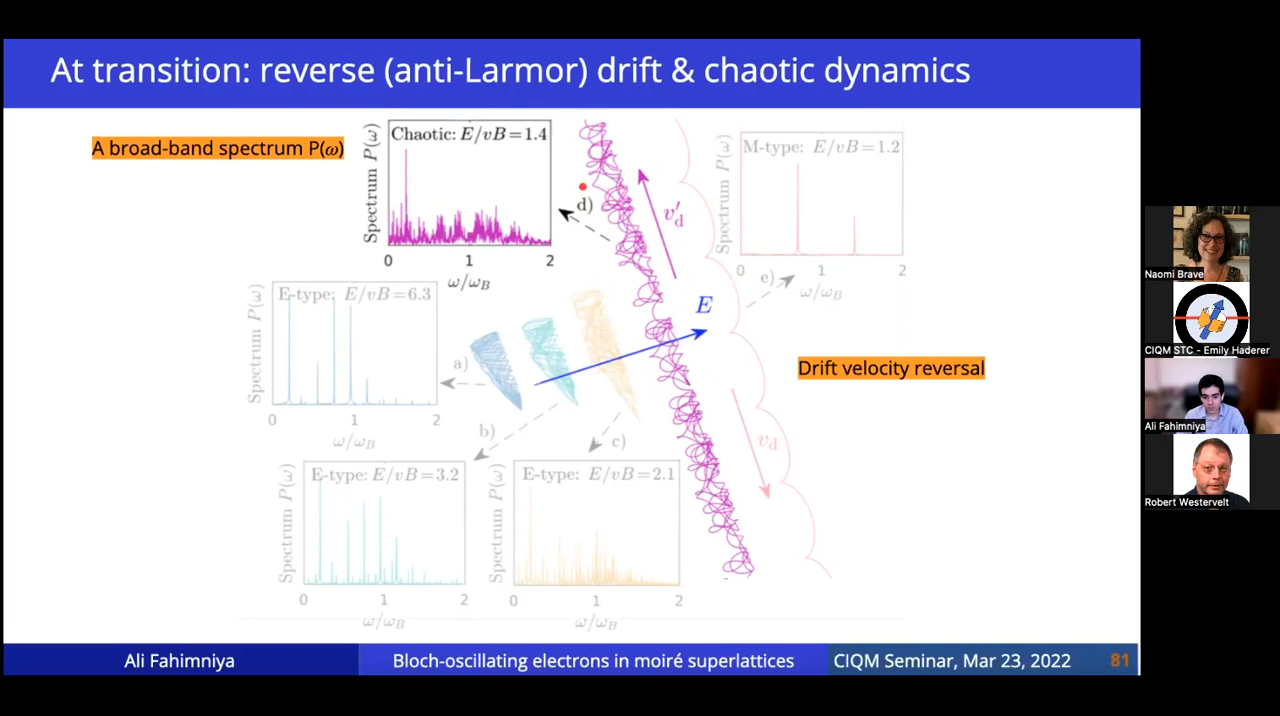 At transition: reverse (anti-Larmor) drift & chaotic dynamics
A broad-band spectrum P(ω)
Spectrum P(ω)
Chaotic: E/vB=1.4
d)
0 1 2
ω/ω_B
v′_d
Spectrum P(ω)
M-type: E/vB=1.2
e)
0 1 2
ω/ω_B
E
Drift velocity reversal
v_d
Spectrum P(ω)
E-type: E/vB=6.3
a)
0 1 2
ω/ω_B
b)
c)
Spectrum P(ω)
E-type: E/vB=3.2
0 1 2
ω/ω_B
Spectrum P(ω)
E-type: E/vB=2.1
0 1 2
ω/ω_B
Ali Fahimniya
Bloch-oscillating electrons in moiré superlattices
CIQM Seminar, Mar 23, 2022
81
Naomi Brave
CIQM STC - Emily Haderer
Ali Fahimniya
Robert Westervelt